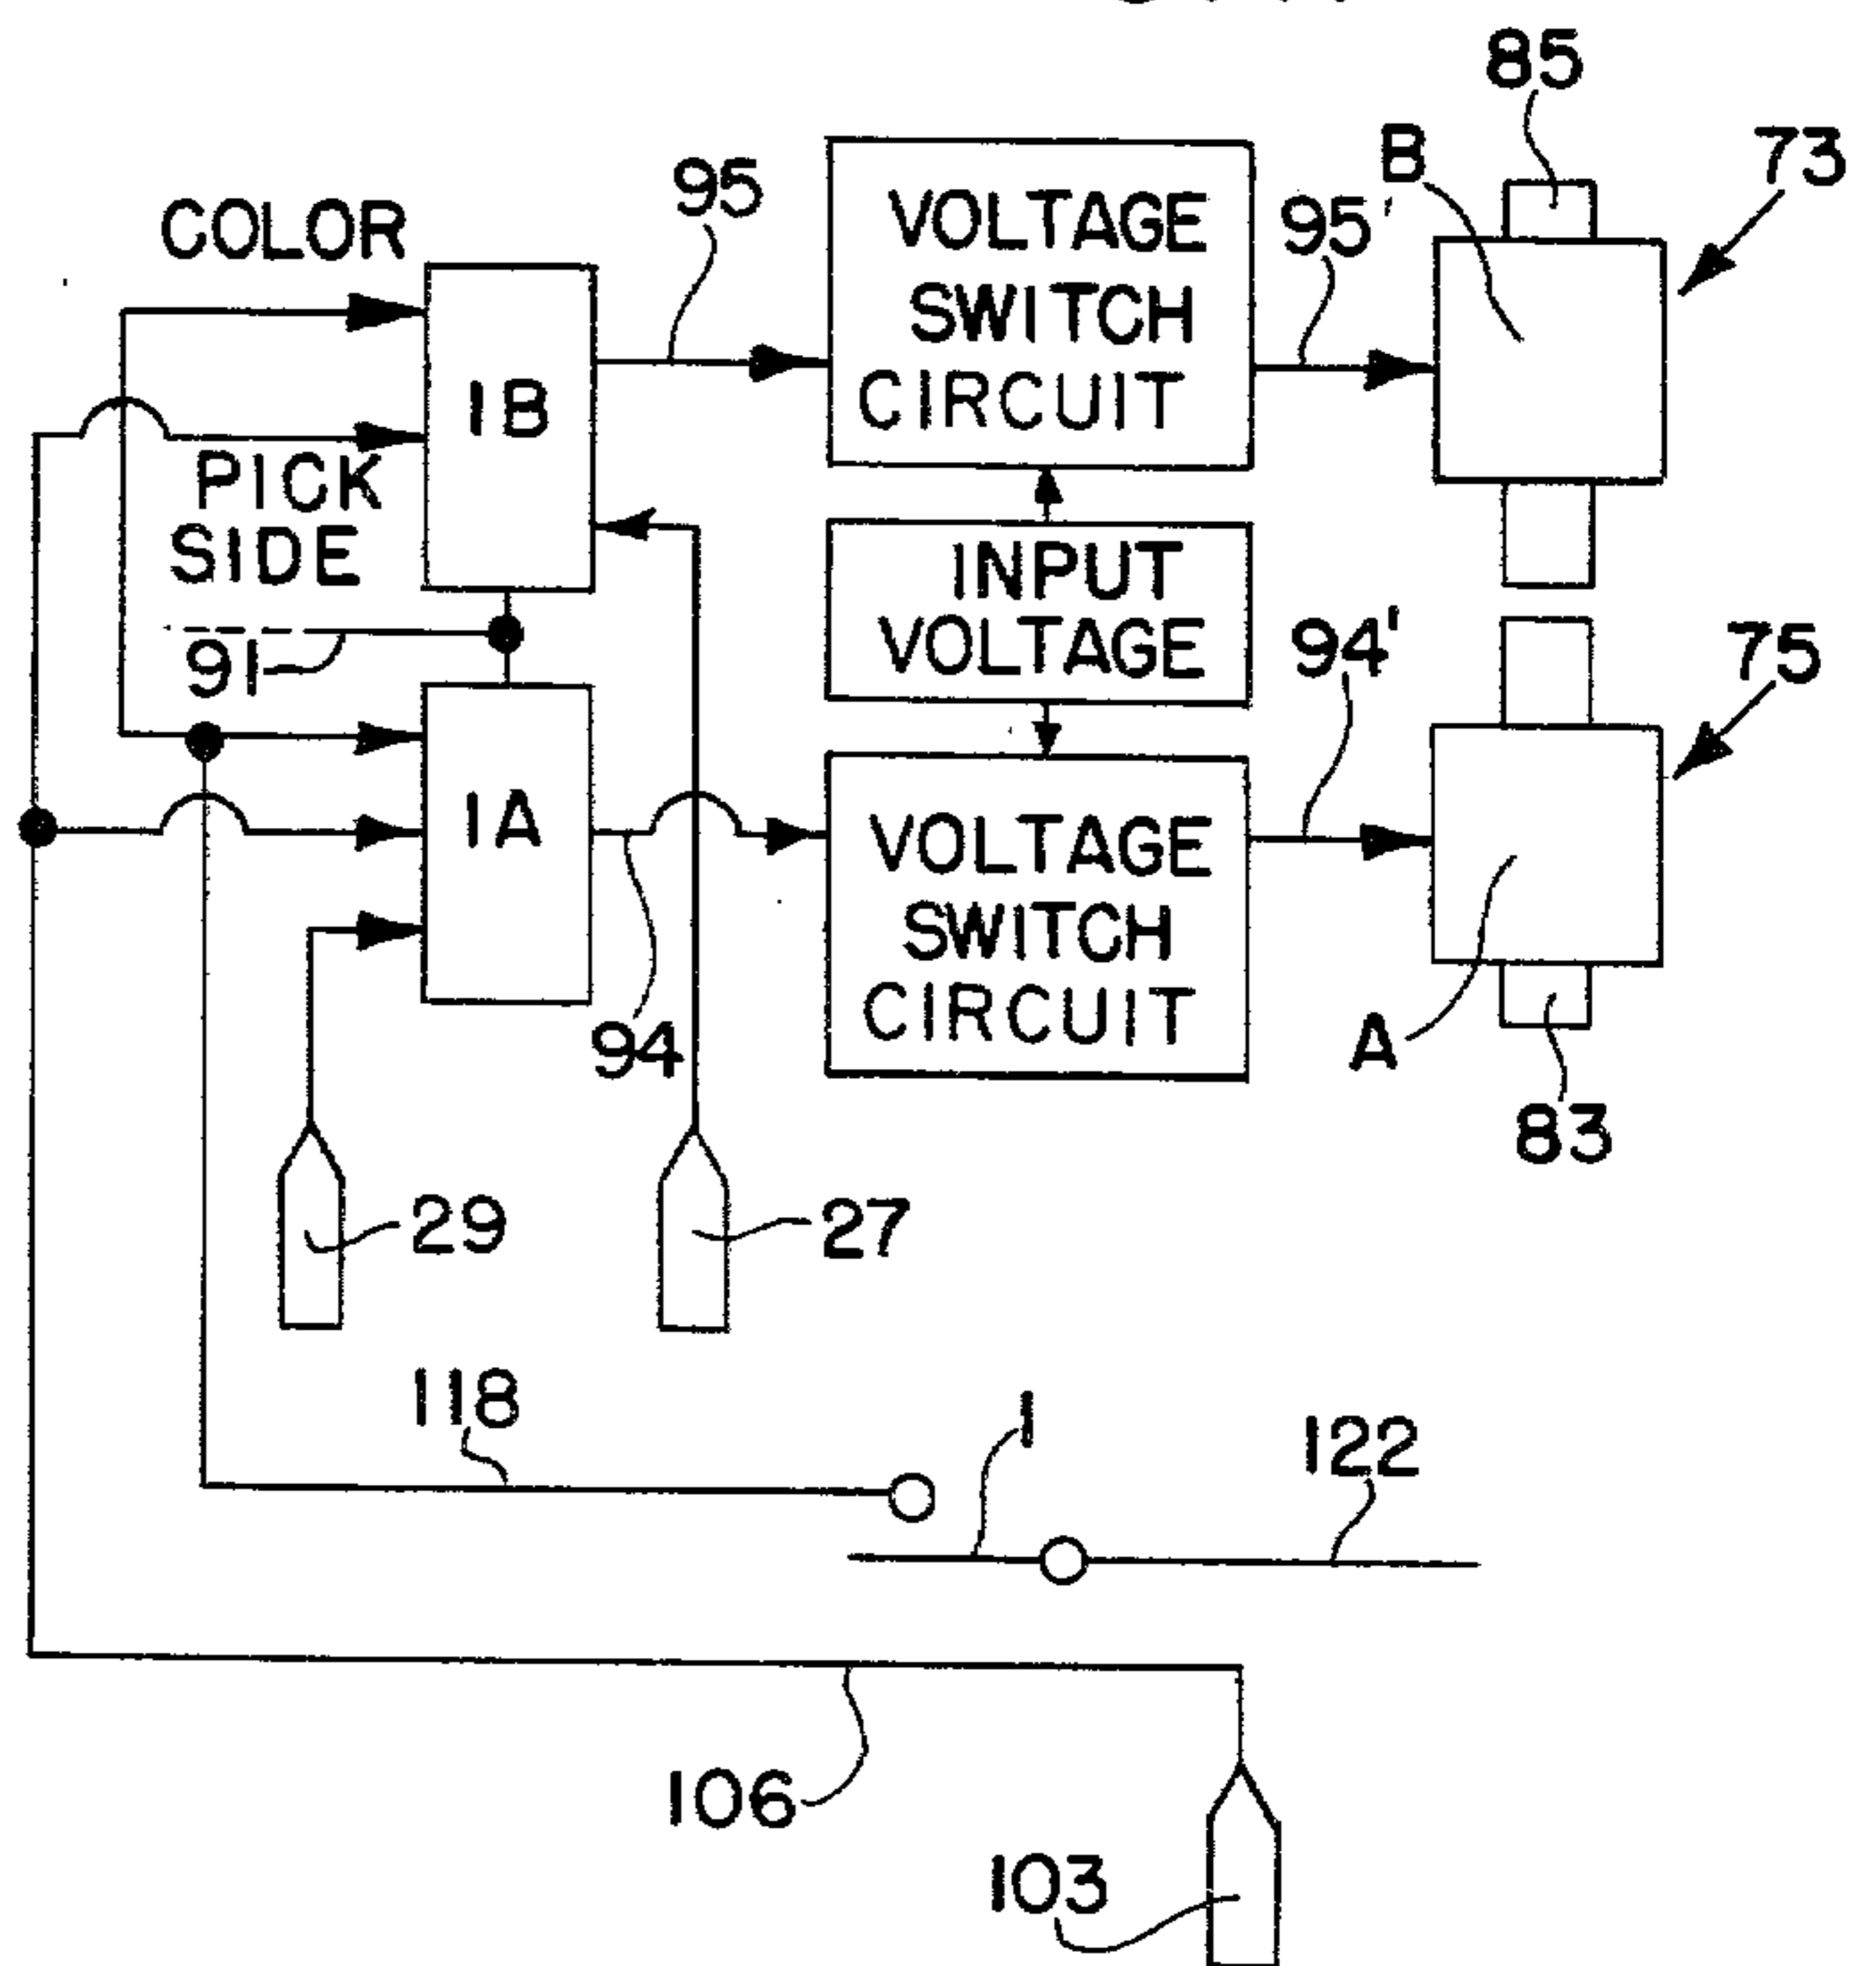 85
B
73
95
COLOR
VOLTAGE
SWITCH
CIRCUIT
95'
1B
PICK
SIDE
INPUT
VOLTAGE
91
94'
75
1A
VOLTAGE
SWITCH
CIRCUIT
94
A
83
29
27
118
1
122
106
103